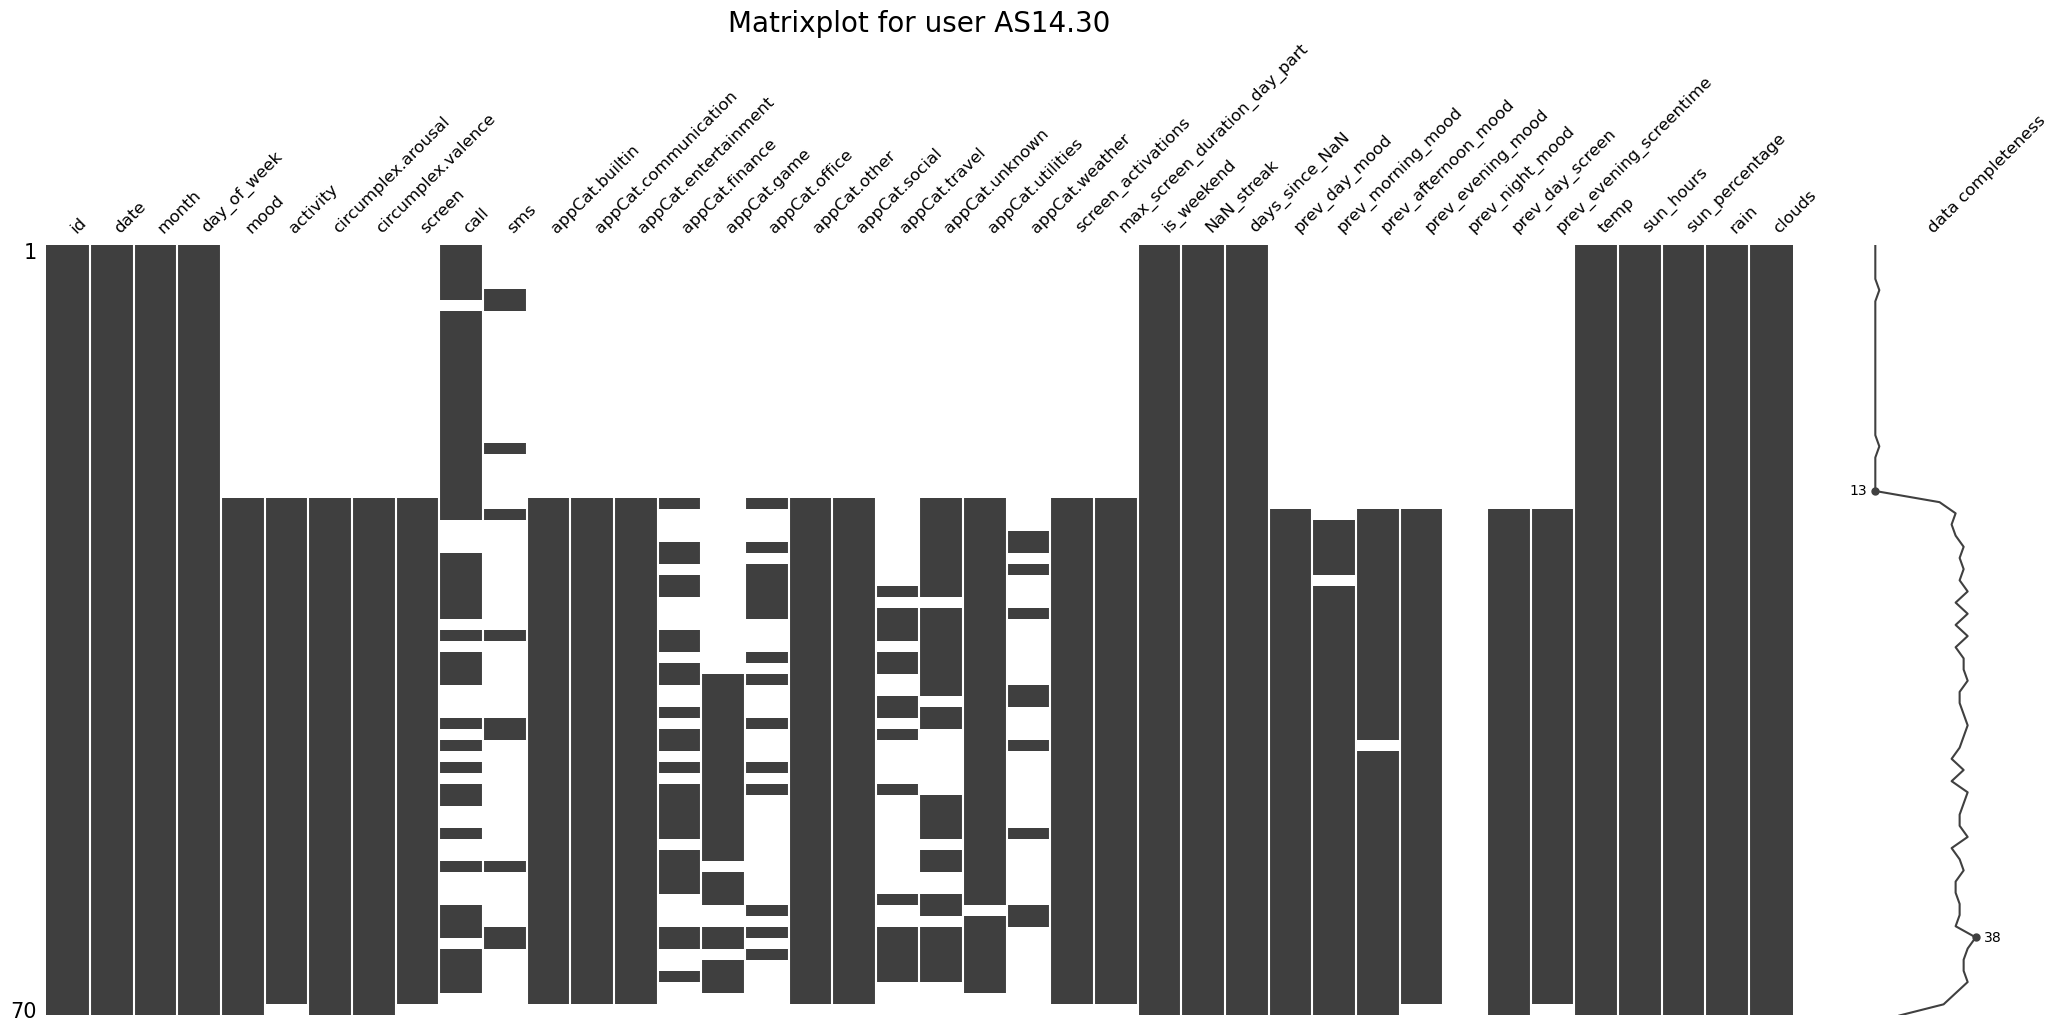 Matrixplot for user AS14.30
id
date
month
day_of_week
mood
activity
circumplex.arousal
circumplex.valence
screen
call
sms
appCat.builtin
appCat.communication
appCat.entertainment
appCat.finance
appCat.game
appCat.office
appCat.other
appCat.social
appCat.travel
appCat.unknown
appCat.utilities
appCat.weather
screen_activations
max_screen_duration_day_part
is_weekend
NaN_streak
days_since_NaN
prev_day_mood
prev_morning_mood
prev_afternoon_mood
prev_evening_mood
prev_night_mood
prev_day_screen
prev_evening_screentime
temp
sun_hours
sun_percentage
rain
clouds
data completeness
1
13
38
70